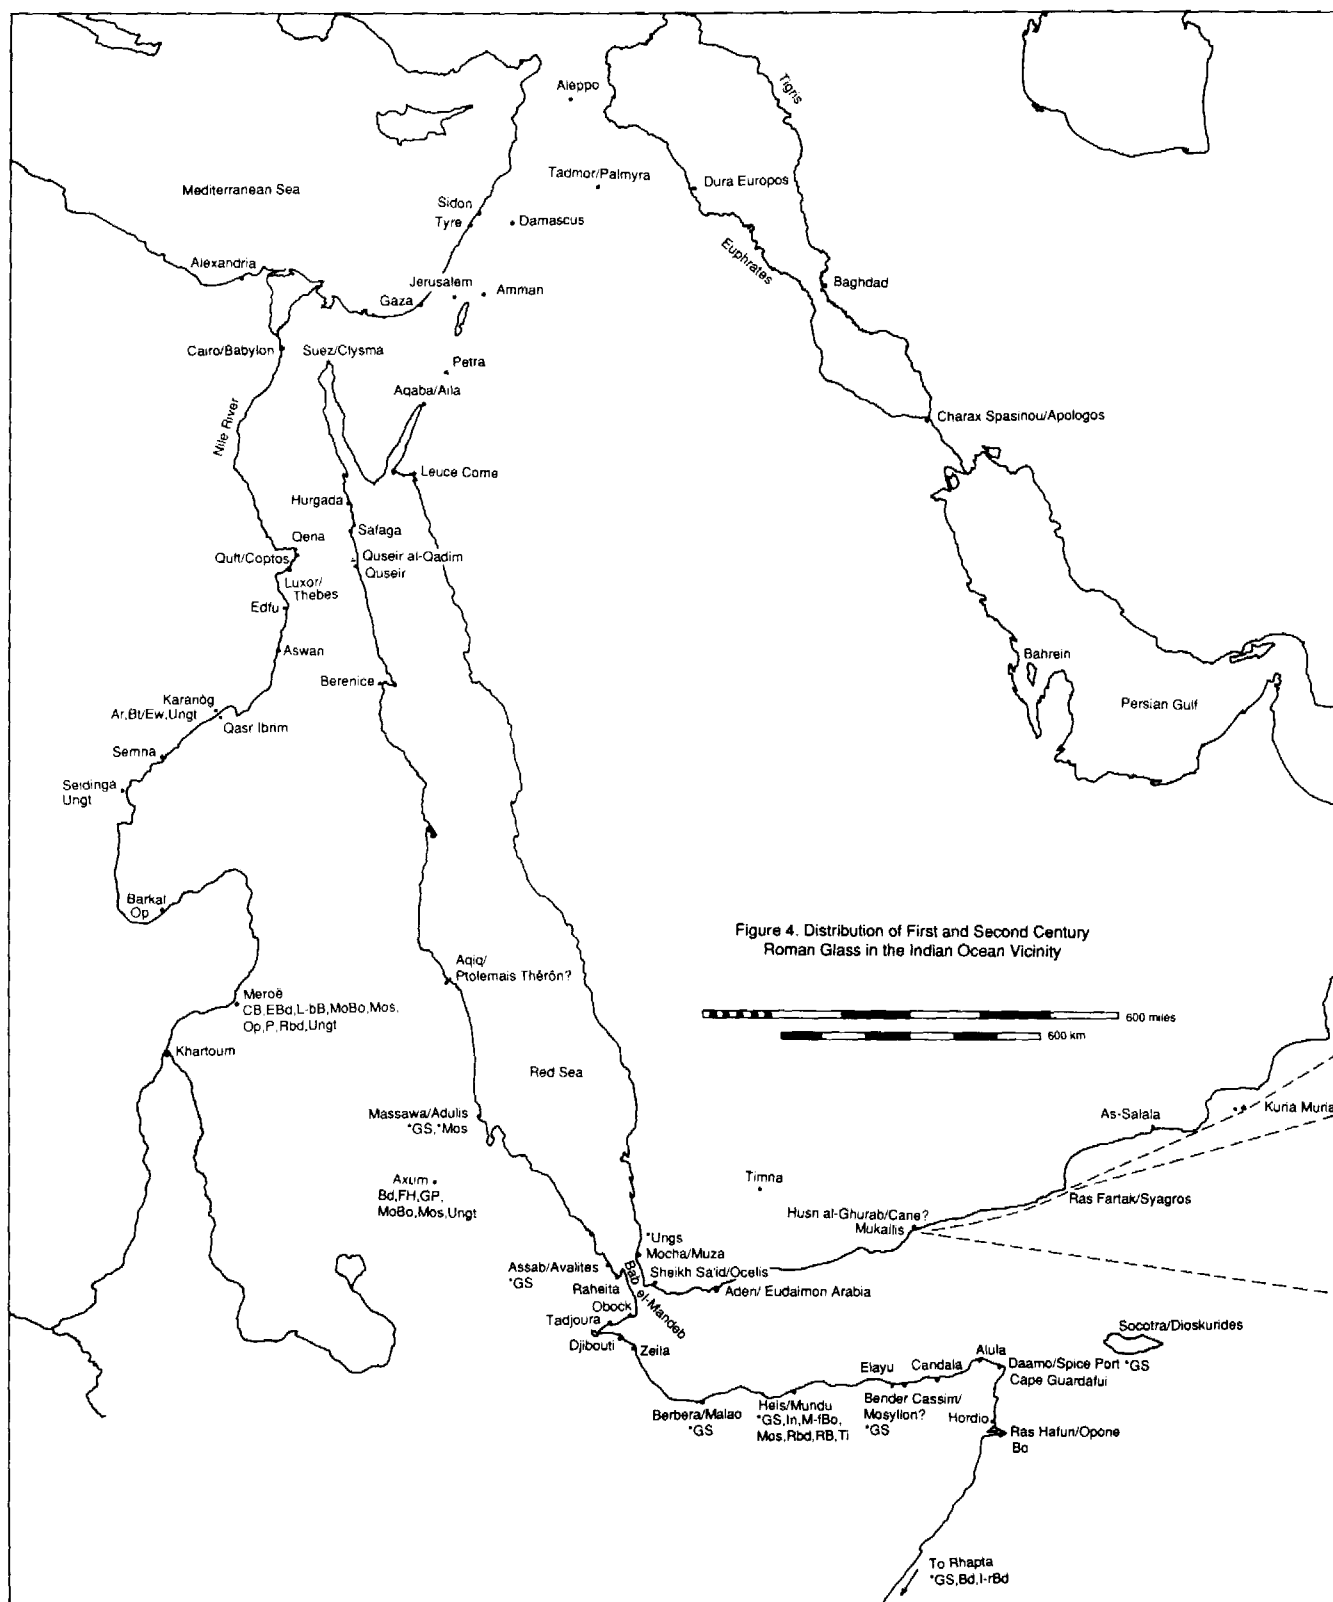 Aleppo
Tigris
Tadmor/Palmyra
Dura Europos
Mediterranean Sea
Sidon
Tyre
Damascus
Euphrates
Alexandria
Jerusalem
Amman
Gaza
Baghdad
Cairo/Babylon
Suez/Clysma
Petra
Aqaba/Aila
Nile River
Charax Spasinou/Apologos
Leuce Come
Hurgada
Safaga
Qena
Quft/Coptos
Quseir al-Qadim
Quseir
Luxor/
Thebes
Edfu
Aswan
Bahrein
Berenice
Persian Gulf
Karanòg
Ar,Bt/Ew,Ungt
Qasr Ibrim
Semna
Seidinga
Ungt
Barkal
Op
Figure 4. Distribution of First and Second Century
Roman Glass in the Indian Ocean Vicinity
Aqiq/
Ptolemais Thêrôn?
Meroë
CB,EBd,L-bB,MoBo,Mos,
Op,P,Rbd,Ungt
600 miles
600 km
Khartoum
Red Sea
Massawa/Adulis
*GS,*Mos
As-Salala
Kuria Muria
Axum
Bd,FH,GP,
MoBo,Mos,Ungt
Timna
Ras Fartak/Syagros
Husn al-Ghurab/Cane?
Mukallis
*Ungs
Mocha/Muza
Assab/Avalites
*GS
Sheikh Sa'id/Ocelis
Raheita
Bab el-Mandeb
Aden/ Eudaimon Arabia
Obock
Tadjoura
Djibouti
Zeila
Socotra/Dioskurides
Alula
Elayu
Candala
Daamo/Spice Port *GS
Cape Guardafui
Berbera/Malao
*GS
Heis/Mundu
*GS,In,M-fBo,
Mos,Rbd,RB,Ti
Bender Cassim/
Mosyllon?
*GS
Hordio
Ras Hafun/Opone
Bo
To Rhapta
*GS,Bd,I-rBd